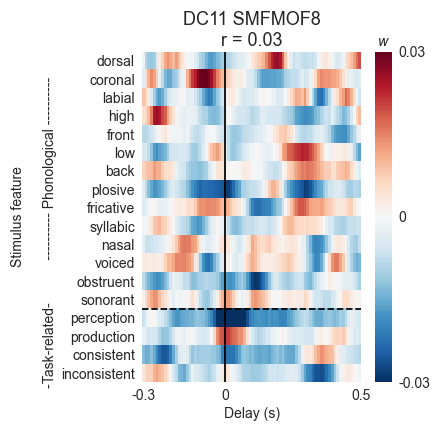 DC11 SMFMOF8
r = 0.03
w
dorsal
coronal
labial
high
front
low
back
plosive
fricative
syllabic
nasal
voiced
obstruent
sonorant
perception
production
consistent
inconsistent
Stimulus feature
-Task-related- ---------- Phonological ----------
0.03
0
-0.03
-0.3 0 0.5
Delay (s)